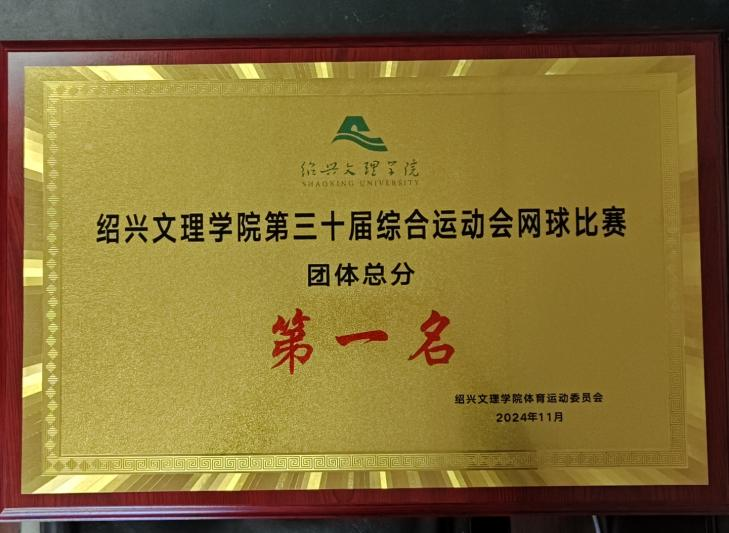 绍兴文理学院
SHAOXING UNIVERSITY
绍兴文理学院第三十届综合运动会网球比赛
团体总分
第一名
绍兴文理学院体育运动委员会
2024年11月